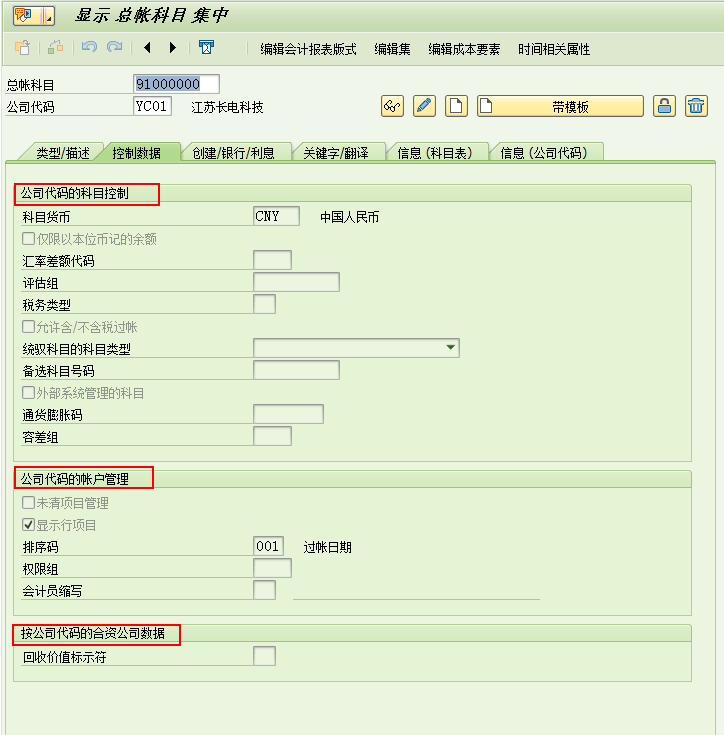 显示 总帐科目 集中
编辑会计报表版式 编辑集 编辑成本要素 时间相关属性
总帐科目 91000000
公司代码 YC01 江苏长电科技 带模板
类型/描述 控制数据 创建/银行/利息 关键字/翻译 信息 (科目表) 信息 (公司代码)
公司代码的科目控制
科目货币 CNY 中国人民币
仅限以本位币记的余额
汇率差额代码
评估组
税务类型
允许含/不含税过帐
统驭科目的科目类型
备选科目号码
外部系统管理的科目
通货膨胀码
容差组
公司代码的帐户管理
未清项目管理
显示行项目
排序码 001 过帐日期
权限组
会计员缩写
按公司代码的合资公司数据
回收价值标示符